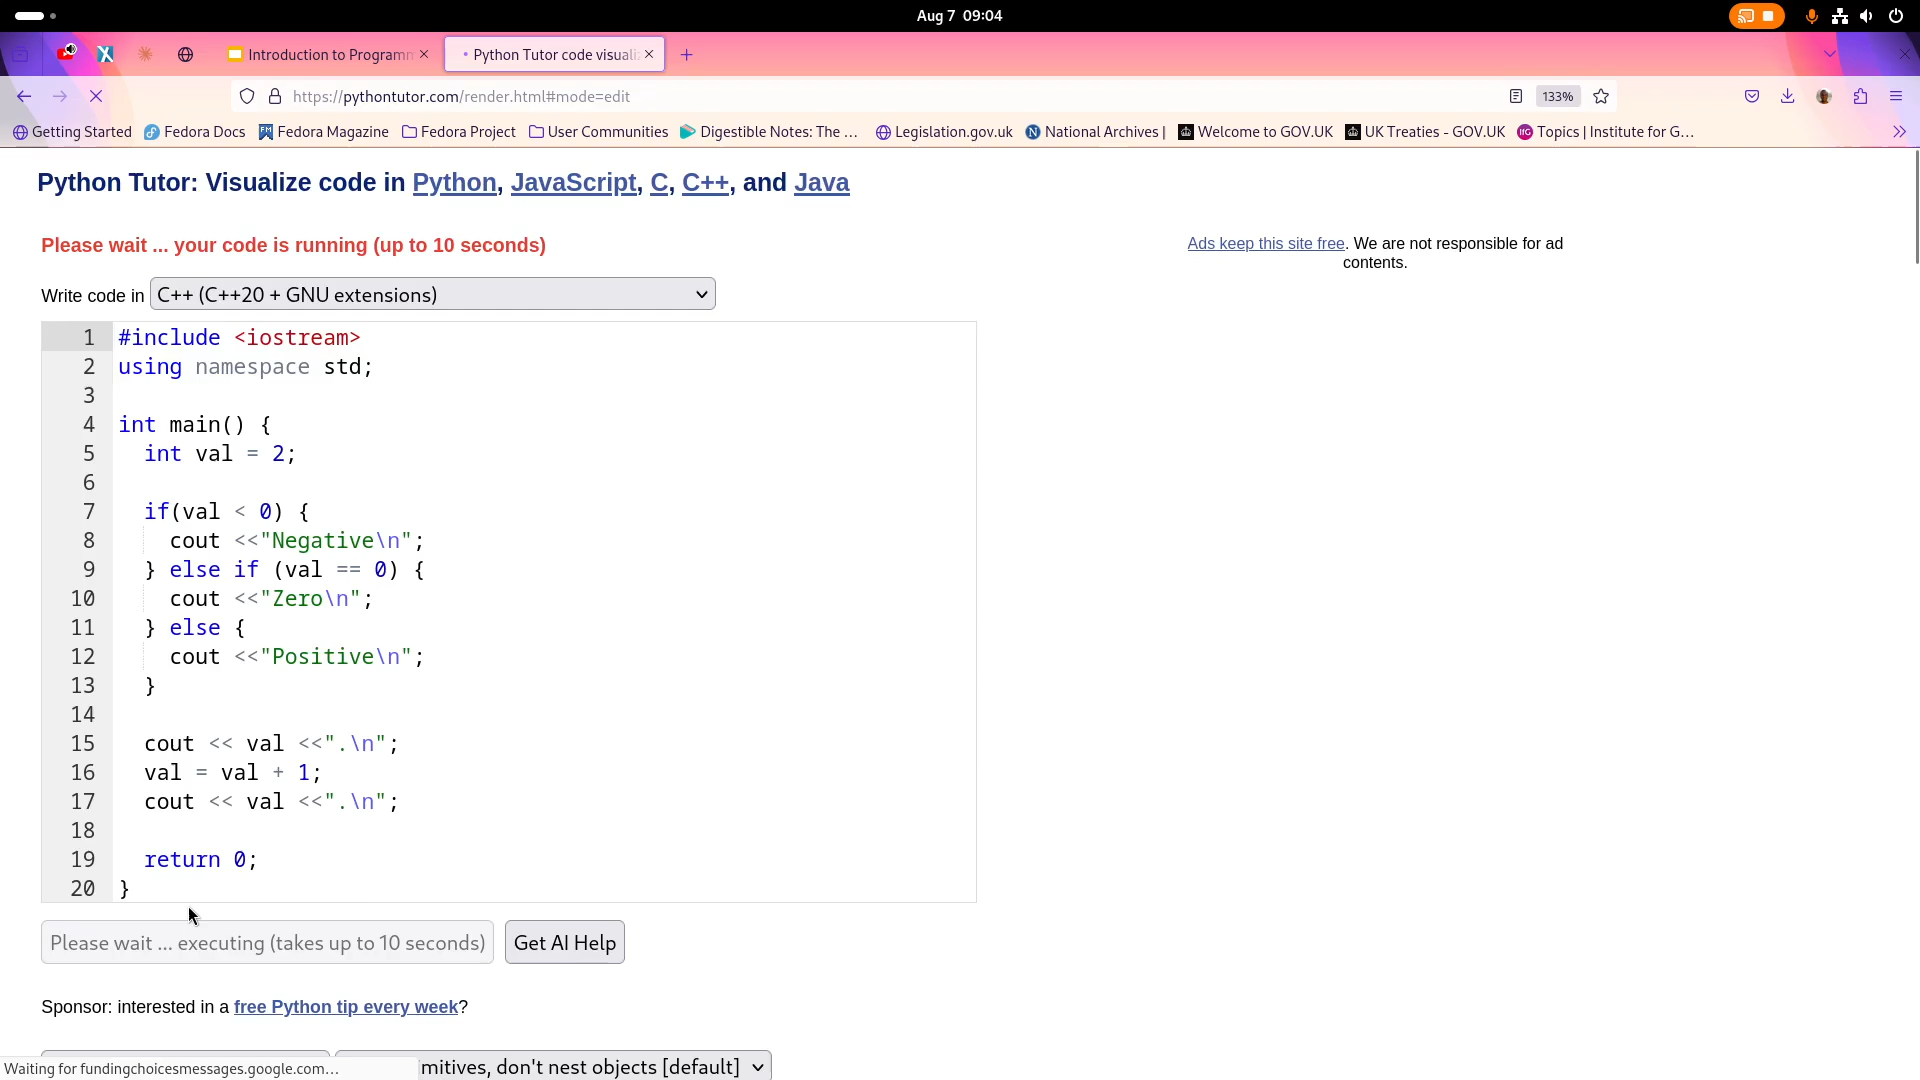 Aug 7 09:04
Introduction to Programm
Python Tutor code visuali
https://pythontutor.com/render.html#mode=edit
133%
Getting Started
Fedora Docs
Fedora Magazine
Fedora Project
User Communities
Digestible Notes: The ...
Legislation.gov.uk
National Archives |
Welcome to GOV.UK
UK Treaties - GOV.UK
IfG
Topics | Institute for G...
Python Tutor: Visualize code in Python, JavaScript, C, C++, and Java
Please wait ... your code is running (up to 10 seconds)
Ads keep this site free. We are not responsible for ad
contents.
Write code in C++ (C++20 + GNU extensions)
1 #include <iostream>
2 using namespace std;
3
4 int main() {
5 int val = 2;
6
7 if(val < 0) {
8 cout <<"Negative\n";
9 } else if (val == 0) {
10 cout <<"Zero\n";
11 } else {
12 cout <<"Positive\n";
13 }
14
15 cout << val <<".\n";
16 val = val + 1;
17 cout << val <<".\n";
18
19 return 0;
20 }
Please wait ... executing (takes up to 10 seconds)
Get AI Help
Sponsor: interested in a free Python tip every week?
mitives, don't nest objects [default]
Waiting for fundingchoicesmessages.google.com...